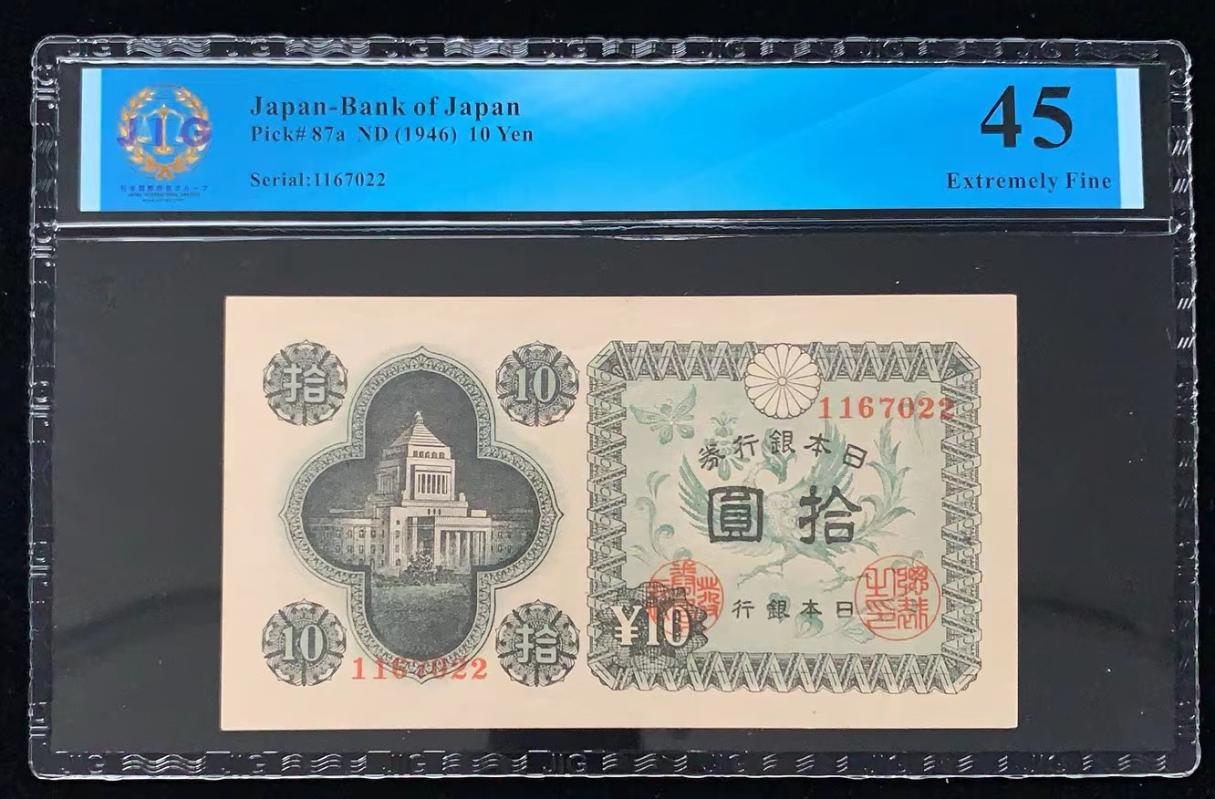 JIG
Japan-Bank of Japan
Pick# 87a ND (1946) 10 Yen
Serial:1167022
45
Extremely Fine
拾
10
1167022
券行銀本日
圓拾
¥10
行銀本日
10
1167022
拾